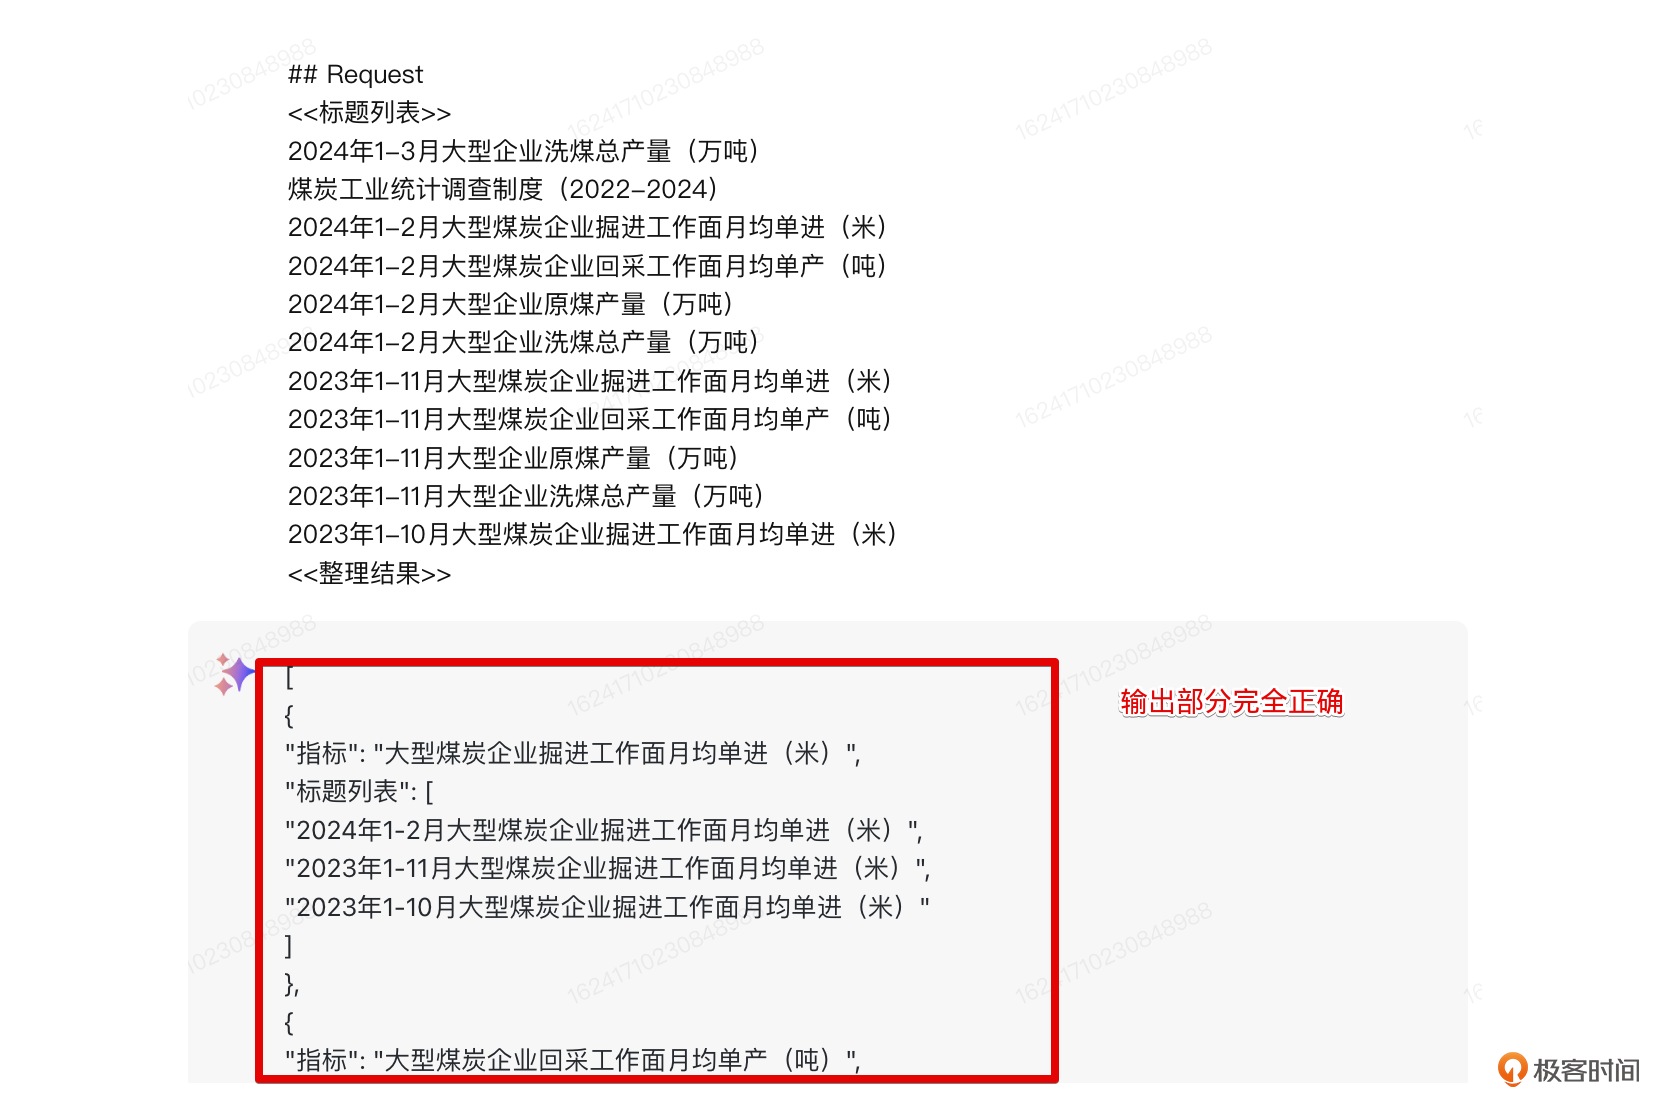 ## Request
<<标题列表>>
2024年1-3月大型企业洗煤总产量（万吨）
煤炭工业统计调查制度（2022-2024）
2024年1-2月大型煤炭企业掘进工作面月均单进（米）
2024年1-2月大型煤炭企业回采工作面月均单产（吨）
2024年1-2月大型企业原煤产量（万吨）
2024年1-2月大型企业洗煤总产量（万吨）
2023年1-11月大型煤炭企业掘进工作面月均单进（米）
2023年1-11月大型煤炭企业回采工作面月均单产（吨）
2023年1-11月大型企业原煤产量（万吨）
2023年1-11月大型企业洗煤总产量（万吨）
2023年1-10月大型煤炭企业掘进工作面月均单进（米）
<<整理结果>>
[
输出部分完全正确
{
"指标": "大型煤炭企业掘进工作面月均单进（米）",
"标题列表": [
"2024年1-2月大型煤炭企业掘进工作面月均单进（米）",
"2023年1-11月大型煤炭企业掘进工作面月均单进（米）",
"2023年1-10月大型煤炭企业掘进工作面月均单进（米）"
]
},
{
"指标": "大型煤炭企业回采工作面月均单产（吨）",
极客时间
16241710230848988